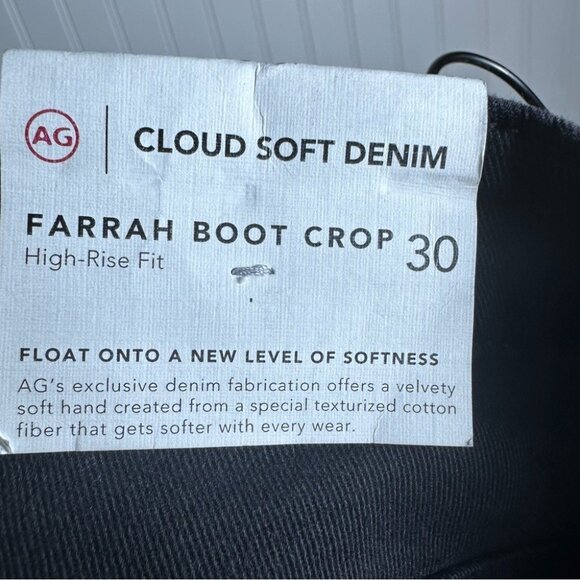 AG
CLOUD SOFT DENIM
FARRAH BOOT CROP 30
High-Rise Fit
FLOAT ONTO A NEW LEVEL OF SOFTNESS
AG's exclusive denim fabrication offers a velvety
soft hand created from a special texturized cotton
fiber that gets softer with every wear.